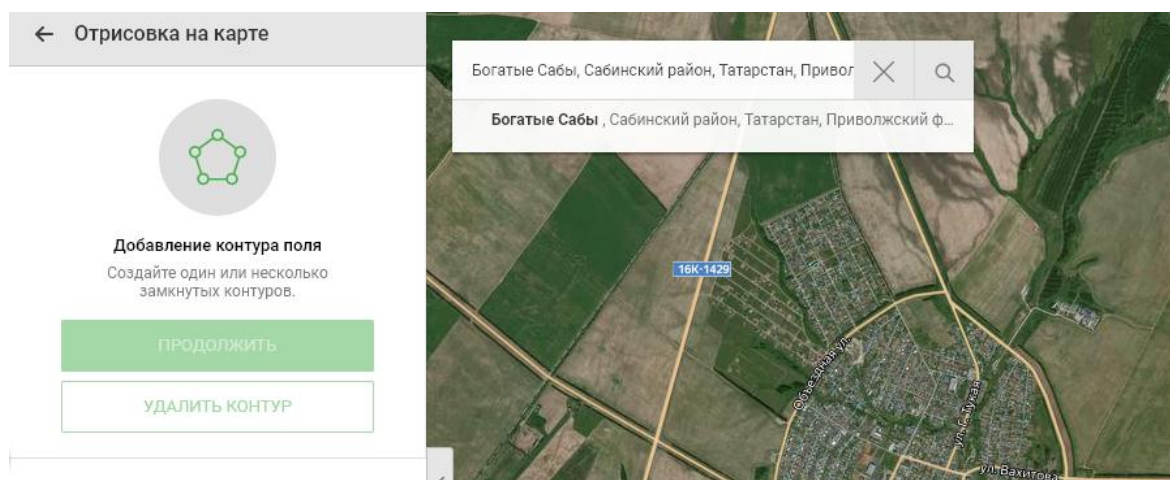 Отрисовка на карте
Добавление контура поля
Создайте один или несколько
замкнутых контуров.
ПРОДОЛЖИТЬ
УДАЛИТЬ КОНТУР
Богатые Сабы, Сабинский район, Татарстан, Привол
Богатые Сабы , Сабинский район, Татарстан, Приволжский ф...
16К-1429
Объездная ул.
ул. Г. Тукая
ул. Вахитова